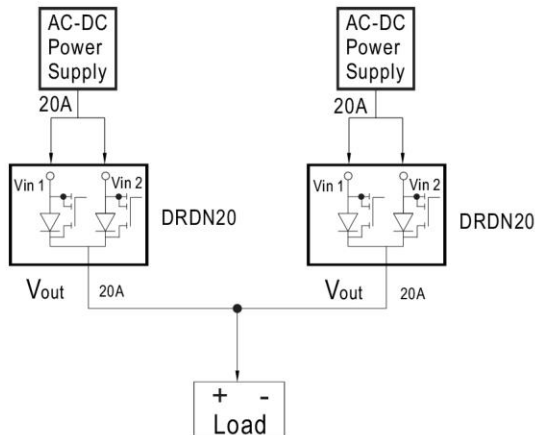 AC-DC
Power
Supply
AC-DC
Power
Supply
20A
20A
Vin 1
Vin 2
Vin 1
Vin 2
DRDN20
DRDN20
Vout
20A
Vout
20A
+ -
Load